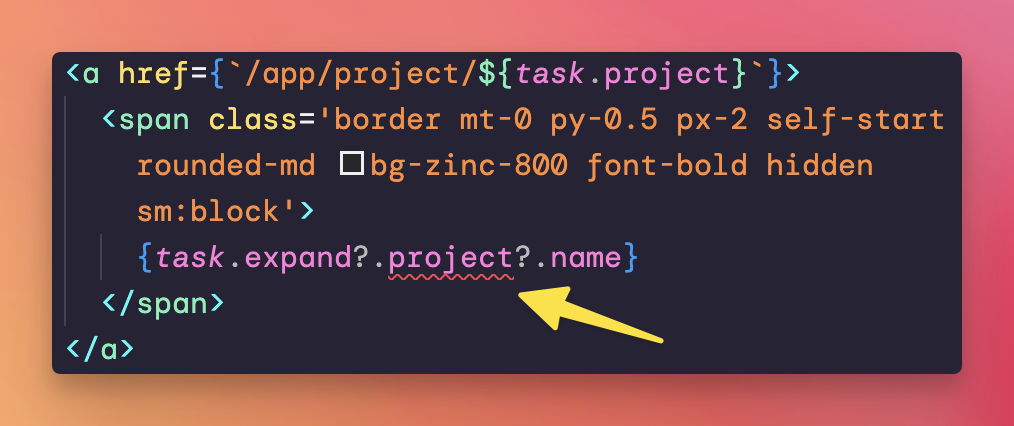 <a href={`/app/project/${task.project}`}>
<span class='border mt-0 py-0.5 px-2 self-start
rounded-md bg-zinc-800 font-bold hidden
sm:block'>
{task.expand?.project?.name}
</span>
</a>